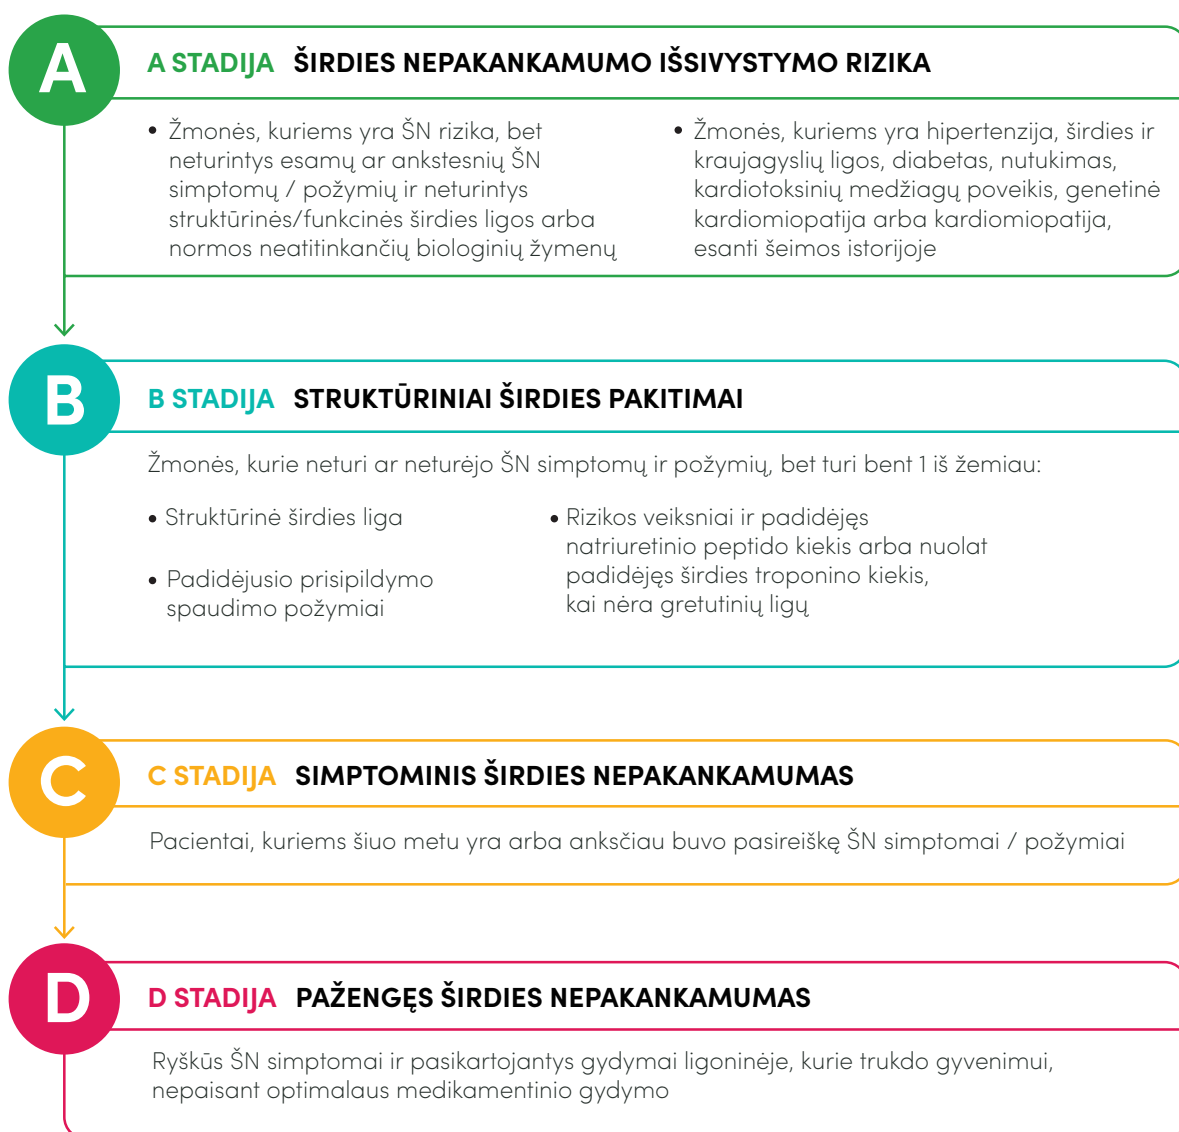 A
A STADIJA ŠIRDIES NEPAKANKAMUMO IŠSIVYSTYMO RIZIKA
• Žmonės, kuriems yra ŠN rizika, bet
neturintys esamų ar ankstesnių ŠN
simptomų / požymių ir neturintys
struktūrinės/funkcinės širdies ligos arba
normos neatitinkančių biologinių žymenų
• Žmonės, kuriems yra hipertenzija, širdies ir
kraujagyslių ligos, diabetas, nutukimas,
kardiotoksinių medžiagų poveikis, genetinė
kardiomiopatija arba kardiomiopatija,
esanti šeimos istorijoje
B
B STADIJA STRUKTŪRINIAI ŠIRDIES PAKITIMAI
Žmonės, kurie neturi ar neturėjo ŠN simptomų ir požymių, bet turi bent 1 iš žemiau:
• Struktūrinė širdies liga
• Padidėjusio prisipildymo
spaudimo požymiai
• Rizikos veiksniai ir padidėjęs
natriuretinio peptido kiekis arba nuolat
padidėjęs širdies troponino kiekis,
kai nėra gretutinių ligų
C
C STADIJA SIMPTOMINIS ŠIRDIES NEPAKANKAMUMAS
Pacientai, kuriems šiuo metu yra arba anksčiau buvo pasireiškę ŠN simptomai / požymiai
D
D STADIJA PAŽENGĘS ŠIRDIES NEPAKANKAMUMAS
Ryškūs ŠN simptomai ir pasikartojantys gydymai ligoninėje, kurie trukdo gyvenimui,
nepaisant optimalaus medikamentinio gydymo